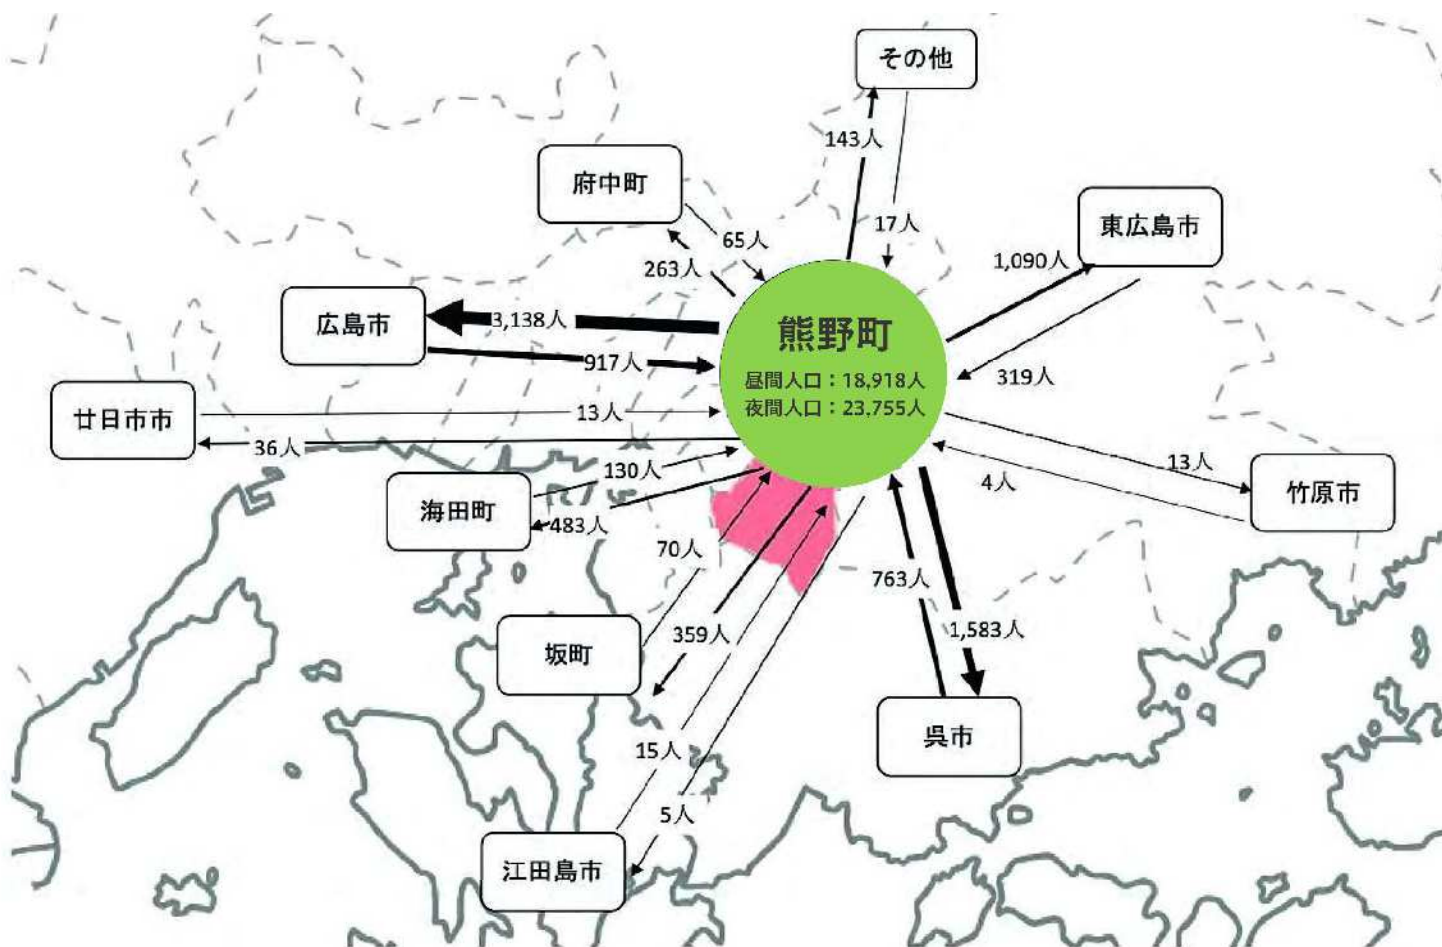 その他
143人
17人
府中町
65人
263人
東広島市
1,090人
319人
広島市
3,138人
917人
熊野町
昼間人口：18,918人
夜間人口：23,755人
廿日市市
13人
36人
海田町
130人
483人
13人
4人
竹原市
70人
359人
坂町
763人
1,583人
呉市
15人
5人
江田島市